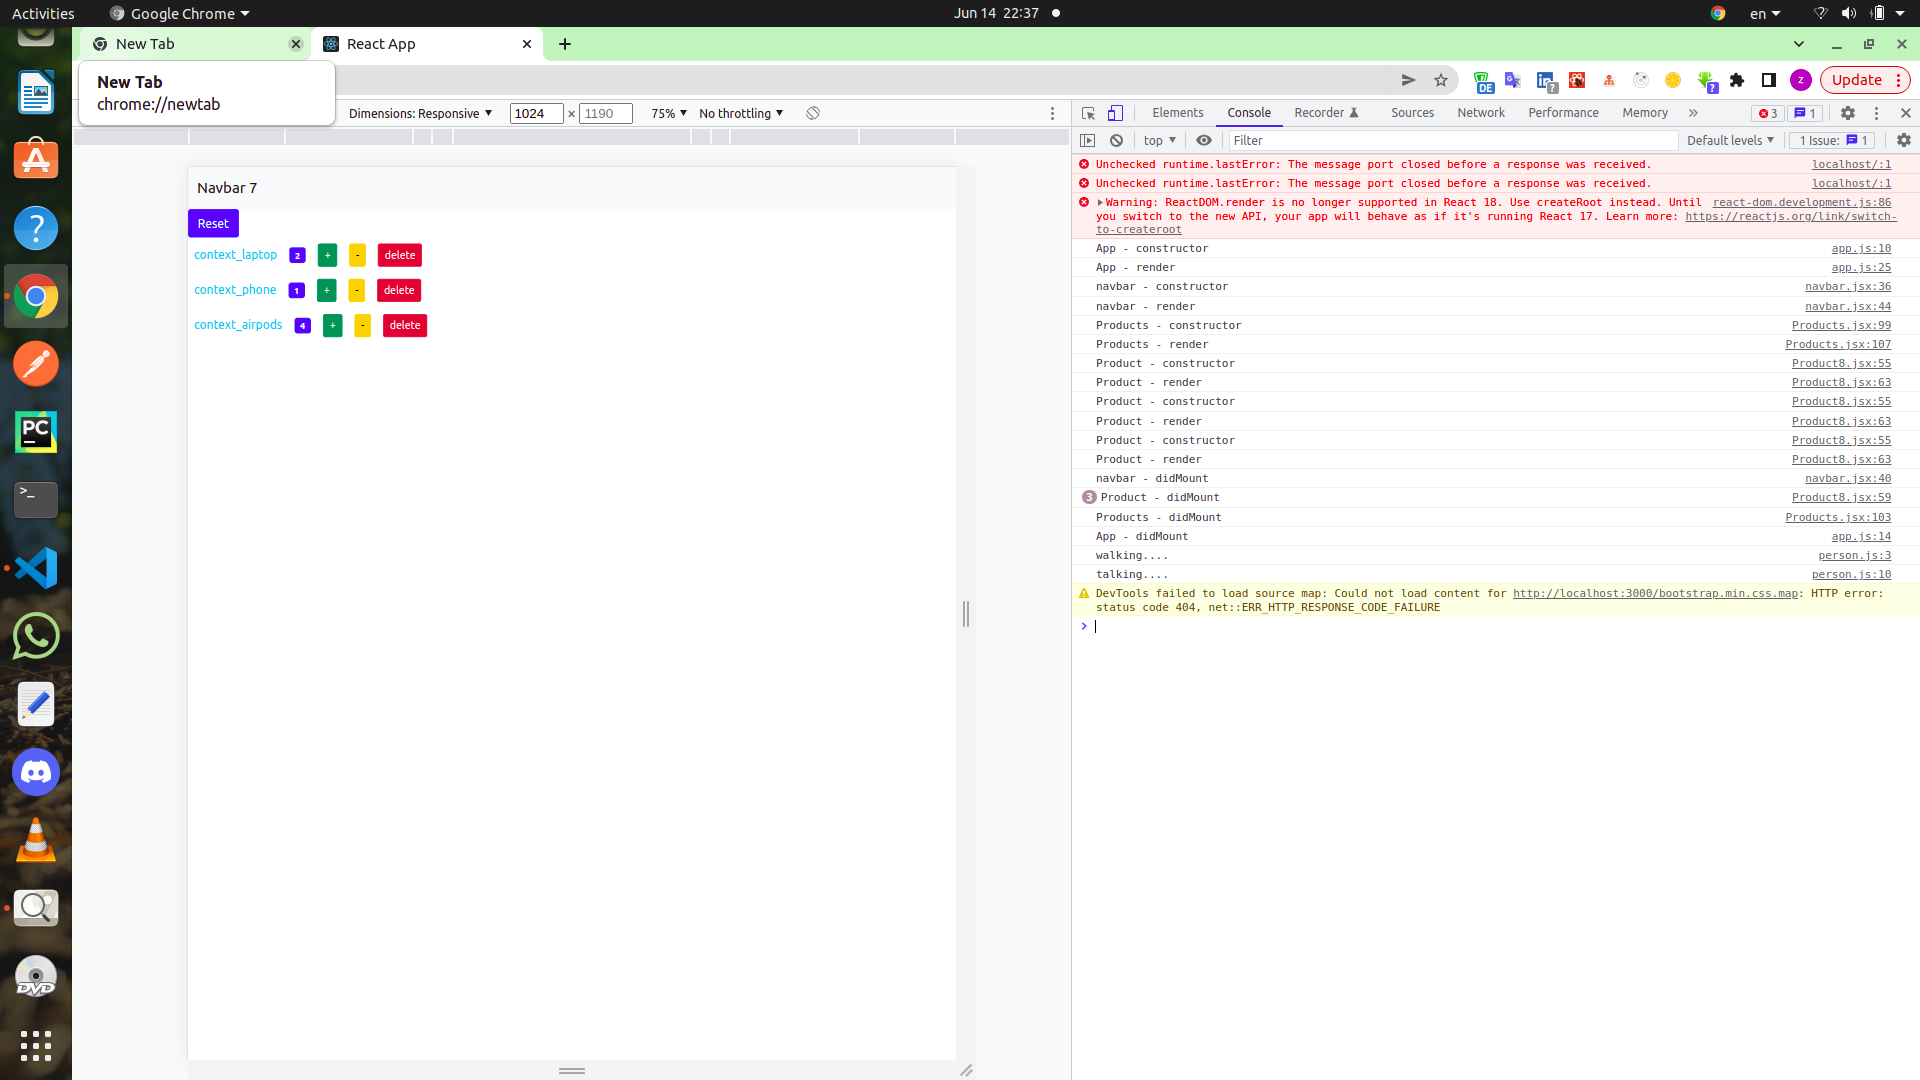 Activities
Google Chrome
Jun 14 22:37
en
New Tab
React App
New Tab
chrome://newtab
DE
?
?
z
Update
Dimensions: Responsive
1024 × 1190
75%
No throttling
Elements
Console
Recorder
Sources
Network
Performance
Memory
»
3
1
top
Filter
Default levels
1 Issue: 1
Navbar 7
Reset
context_laptop 2 + - delete
context_phone 1 + - delete
context_airpods 4 + - delete
Unchecked runtime.lastError: The message port closed before a response was received. localhost/:1
Unchecked runtime.lastError: The message port closed before a response was received. localhost/:1
Warning: ReactDOM.render is no longer supported in React 18. Use createRoot instead. Until react-dom.development.js:86
you switch to the new API, your app will behave as if it's running React 17. Learn more: https://reactjs.org/link/switch-
to-createroot
App - constructor app.js:10
App - render app.js:25
navbar - constructor navbar.jsx:36
navbar - render navbar.jsx:44
Products - constructor Products.jsx:99
Products - render Products.jsx:107
Product - constructor Product8.jsx:55
Product - render Product8.jsx:63
Product - constructor Product8.jsx:55
Product - render Product8.jsx:63
Product - constructor Product8.jsx:55
Product - render Product8.jsx:63
navbar - didMount navbar.jsx:40
3 Product - didMount Product8.jsx:59
Products - didMount Products.jsx:103
App - didMount app.js:14
walking.... person.js:3
talking.... person.js:10
DevTools failed to load source map: Could not load content for http://localhost:3000/bootstrap.min.css.map: HTTP error:
status code 404, net::ERR_HTTP_RESPONSE_CODE_FAILURE
>
PC
>_
DVD